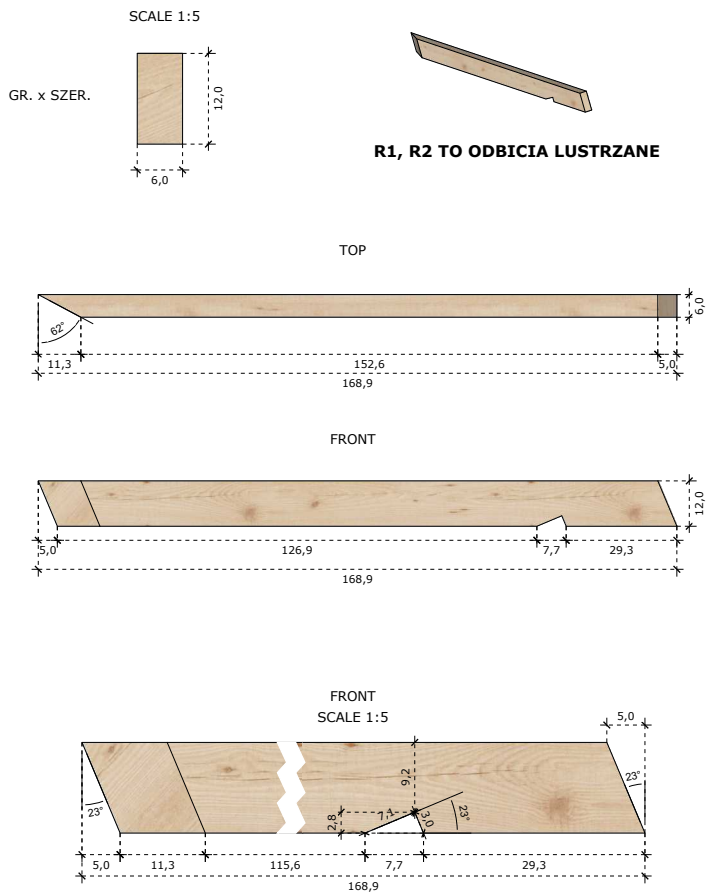 SCALE 1:5
GR. x SZER.
12,0
6,0
R1, R2 TO ODBICIA LUSTRZANE
TOP
62°
6,0
11,3 152,6 5,0
168,9
FRONT
12,0
5,0 126,9 7,7 29,3
168,9
FRONT
SCALE 1:5
5,0
9,2
23°
2,8 7,1 3,0 23°
23°
5,0 11,3 115,6 7,7 29,3
168,9